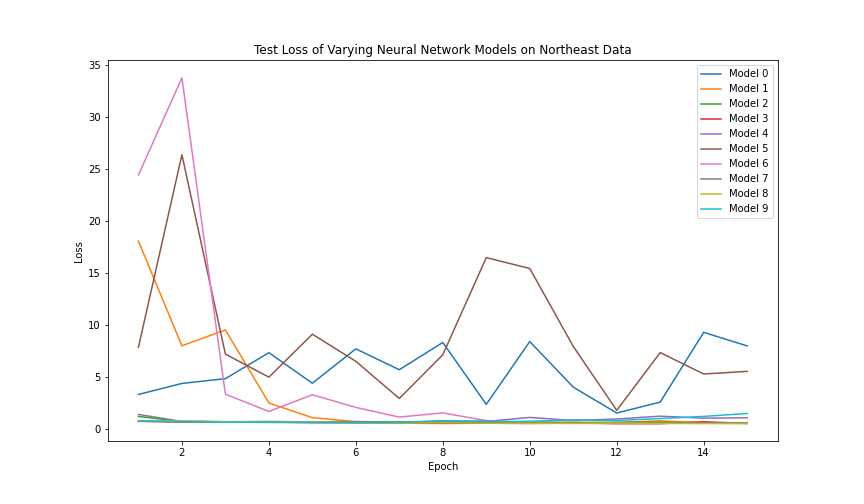 Test Loss of Varying Neural Network Models on Northeast Data
35
30
25
20
15
10
5
0
Loss
2
4
6
8
10
12
14
Epoch
Model 0
Model 1
Model 2
Model 3
Model 4
Model 5
Model 6
Model 7
Model 8
Model 9